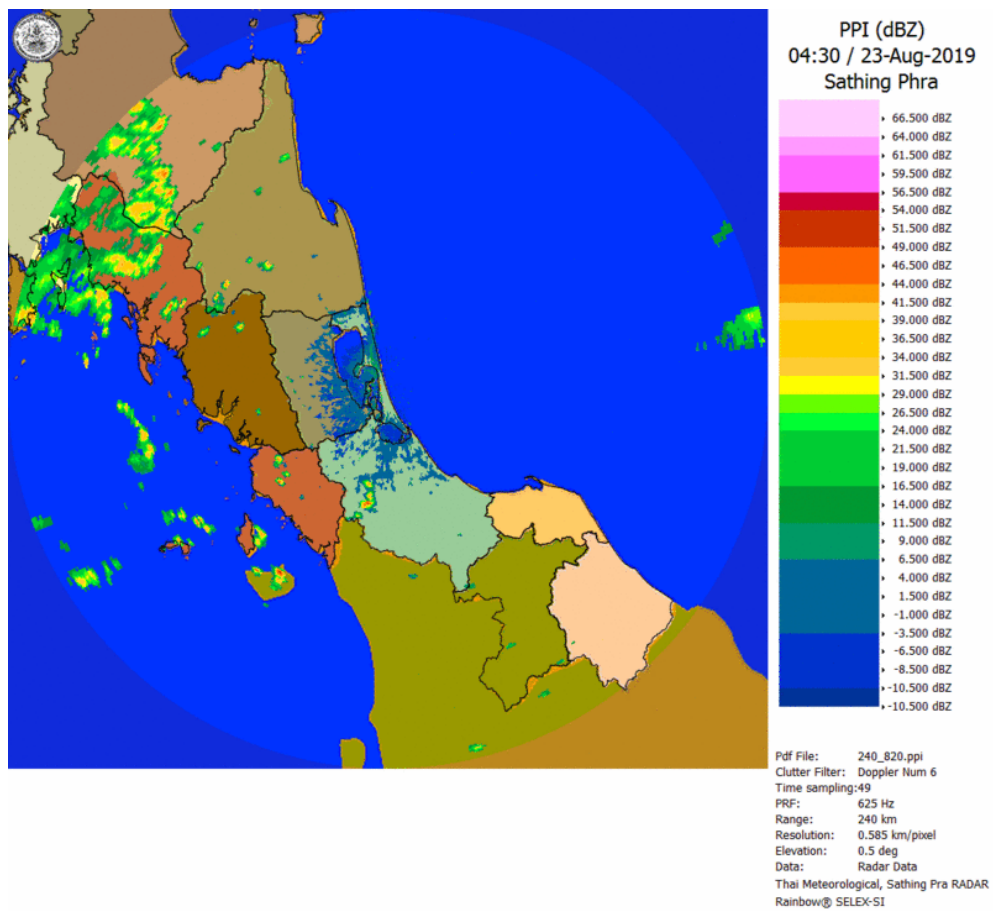 PPI (dBZ)
04:30 / 23-Aug-2019
Sathing Phra
66.500 dBZ
64.000 dBZ
61.500 dBZ
59.500 dBZ
56.500 dBZ
54.000 dBZ
51.500 dBZ
49.000 dBZ
46.500 dBZ
44.000 dBZ
41.500 dBZ
39.000 dBZ
36.500 dBZ
34.000 dBZ
31.500 dBZ
29.000 dBZ
26.500 dBZ
24.000 dBZ
21.500 dBZ
19.000 dBZ
16.500 dBZ
14.000 dBZ
11.500 dBZ
9.000 dBZ
6.500 dBZ
4.000 dBZ
1.500 dBZ
-1.000 dBZ
-3.500 dBZ
-6.500 dBZ
-8.500 dBZ
-10.500 dBZ
-10.500 dBZ
Pdf File: 240_820.ppi
Clutter Filter: Doppler Num 6
Time sampling:49
PRF: 625 Hz
Range: 240 km
Resolution: 0.585 km/pixel
Elevation: 0.5 deg
Data: Radar Data
Thai Meteorological, Sathing Pra RADAR
Rainbow® SELEX-SI